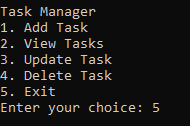 Task Manager
1. Add Task
2. View Tasks
3. Update Task
4. Delete Task
5. Exit
Enter your choice: 5